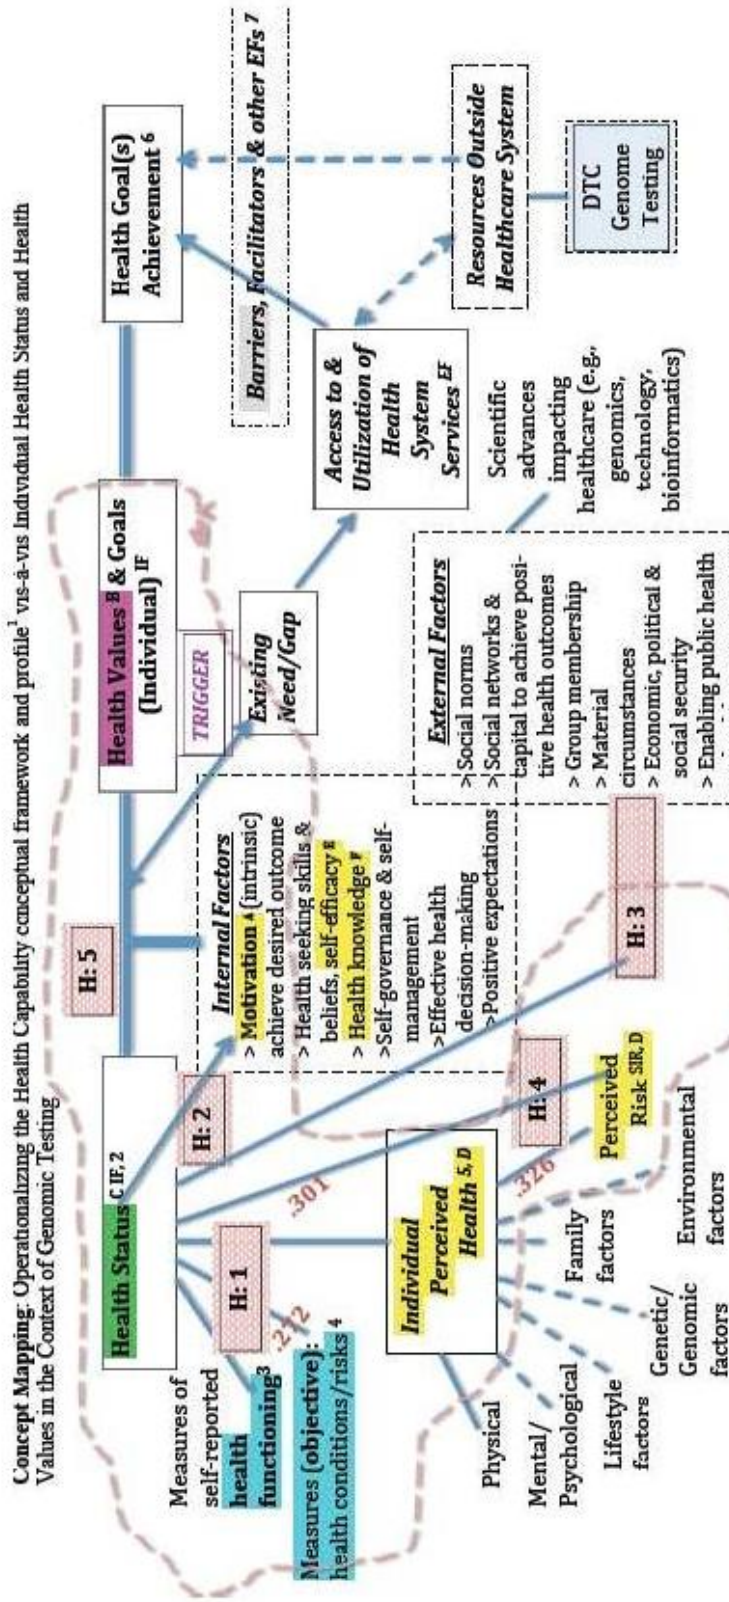 Concept Mapping: Operationalizing the Health Capability conceptual framework and profile¹ vis-à-vis Individual Health Status and Health
Values in the Context of Genomic Testing
Health Status C IF, 2
H: 5
Health Values B & Goals
(Individual) IF
Health Goal(s)
Achievement 6
TRIGGER
H: 1
H: 2
Measures of
self-reported
health
functioning 3
.272
Measures (objective):
health conditions/risks 4
.301
Internal Factors
> Motivation A (intrinsic)
achieve desired outcome
> Health seeking skills &
beliefs, self-efficacy E
> Health knowledge F
>Self-governance & self-
management
>Effective health
decision-making
>Positive expectations
Existing
Need/Gap
Barriers, Facilitators & other EFs 7
Access to &
Utilization of
Health
System
Services EF
Individual
Perceived
Health 5, D
Physical
Mental/
Psychological
Lifestyle
factors
Genetic/
Genomic
factors
Family
factors
Environmental
factors
.326
H: 4
Perceived
Risk SIR, D
H: 3
External Factors
> Social norms
> Social networks &
capital to achieve posi-
tive health outcomes
> Group membership
> Material
circumstances
> Economic, political &
social security
> Enabling public health
Scientific
advances
impacting
healthcare (e.g.,
genomics,
technology,
bioinformatics)
Resources Outside
Healthcare System
DTC
Genome
Testing